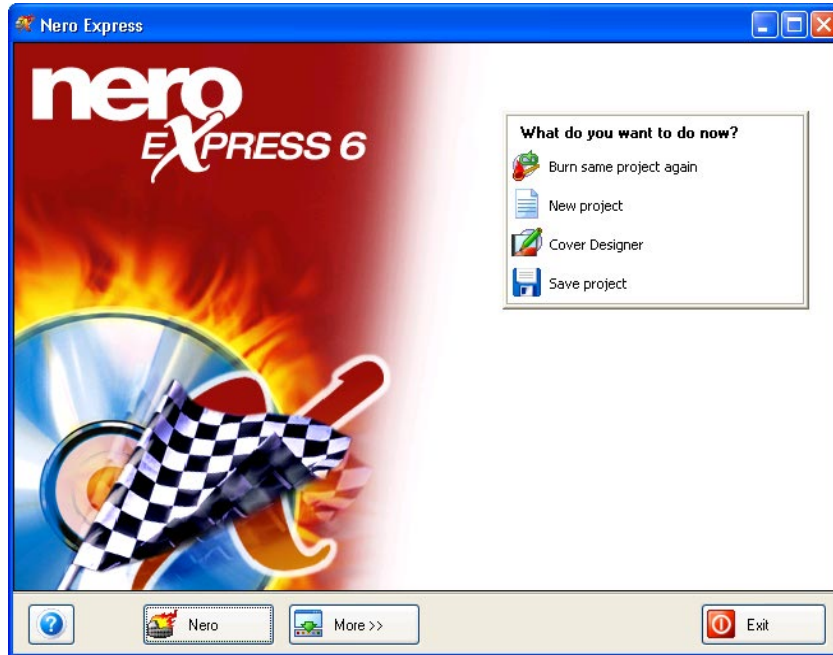 Nero Express
nero
EXPRESS 6
What do you want to do now?
Burn same project again
New project
Cover Designer
Save project
?
Nero
More >>
Exit